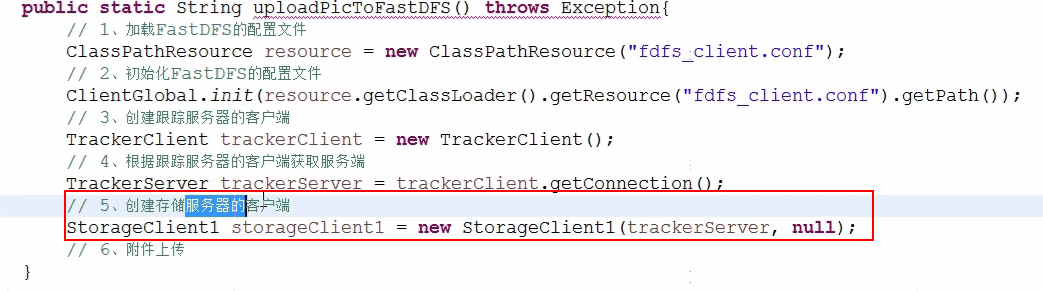 public static String uploadPicToFastDFS() throws Exception{
// 1、加载FastDFS的配置文件
ClassPathResource resource = new ClassPathResource("fdfs_client.conf");
// 2、初始化FastDFS的配置文件
ClientGlobal.init(resource.getClassLoader().getResource("fdfs_client.conf").getPath());
// 3、创建跟踪服务器的客户端
TrackerClient trackerClient = new TrackerClient();
// 4、根据跟踪服务器的客户端获取服务端
TrackerServer trackerServer = trackerClient.getConnection();
// 5、创建存储服务器的客户端
StorageClient1 storageClient1 = new StorageClient1(trackerServer, null);
// 6、附件上传
}